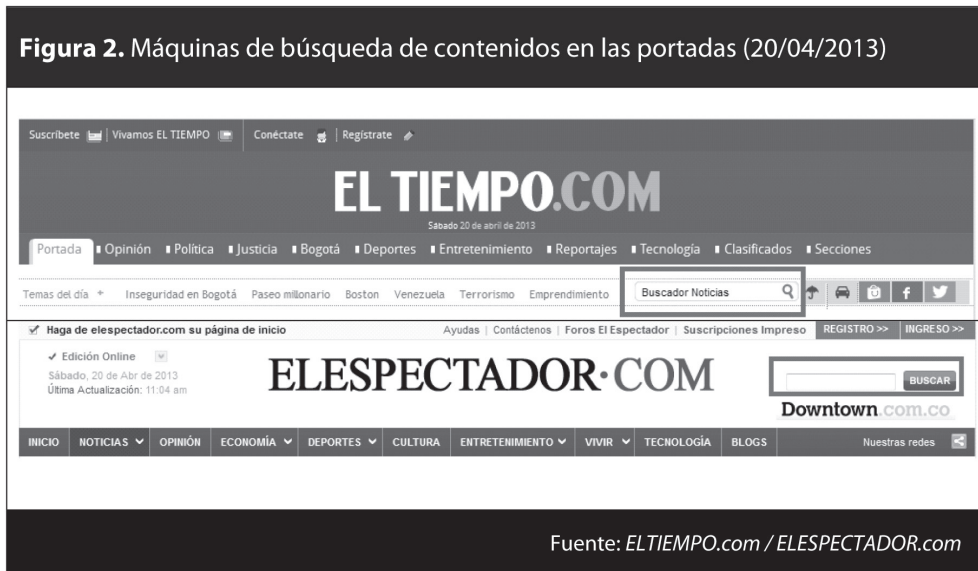 Figura 2. Máquinas de búsqueda de contenidos en las portadas (20/04/2013)
Suscríbete | Vivamos EL TIEMPO | Conéctate | Regístrate
EL TIEMPO.COM
Sábado 20 de abril de 2013
Portada Opinión Política Justicia Bogotá Deportes Entretenimiento Reportajes Tecnología Clasificados Secciones
Temas del día + Inseguridad en Bogotá Paseo millonario Boston Venezuela Terrorismo Emprendimiento Buscador Noticias
Haga de elespectador.com su página de inicio Ayudas | Contáctenos | Foros El Espectador | Suscripciones Impreso REGISTRO >> INGRESO >>
Edición Online
Sábado, 20 de Abr de 2013
Última Actualización: 11:04 am
ELESPECTADOR·COM
BUSCAR
Downtown.com.co
INICIO NOTICIAS OPINIÓN ECONOMÍA DEPORTES CULTURA ENTRETENIMIENTO VIVIR TECNOLOGÍA BLOGS Nuestras redes
Fuente: ELTIEMPO.com / ELESPECTADOR.com